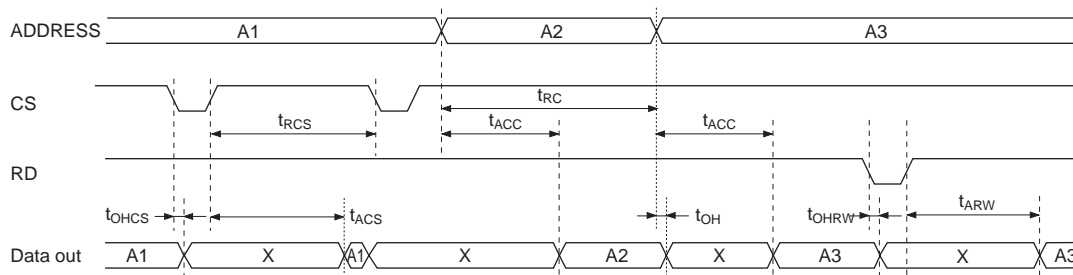 ADDRESS A1 A2 A3
CS
tRC
tRCS tACC tACC
RD
tOHCS tACS tOH tOHRW tARW
Data out A1 X A1 X A2 X A3 X A3